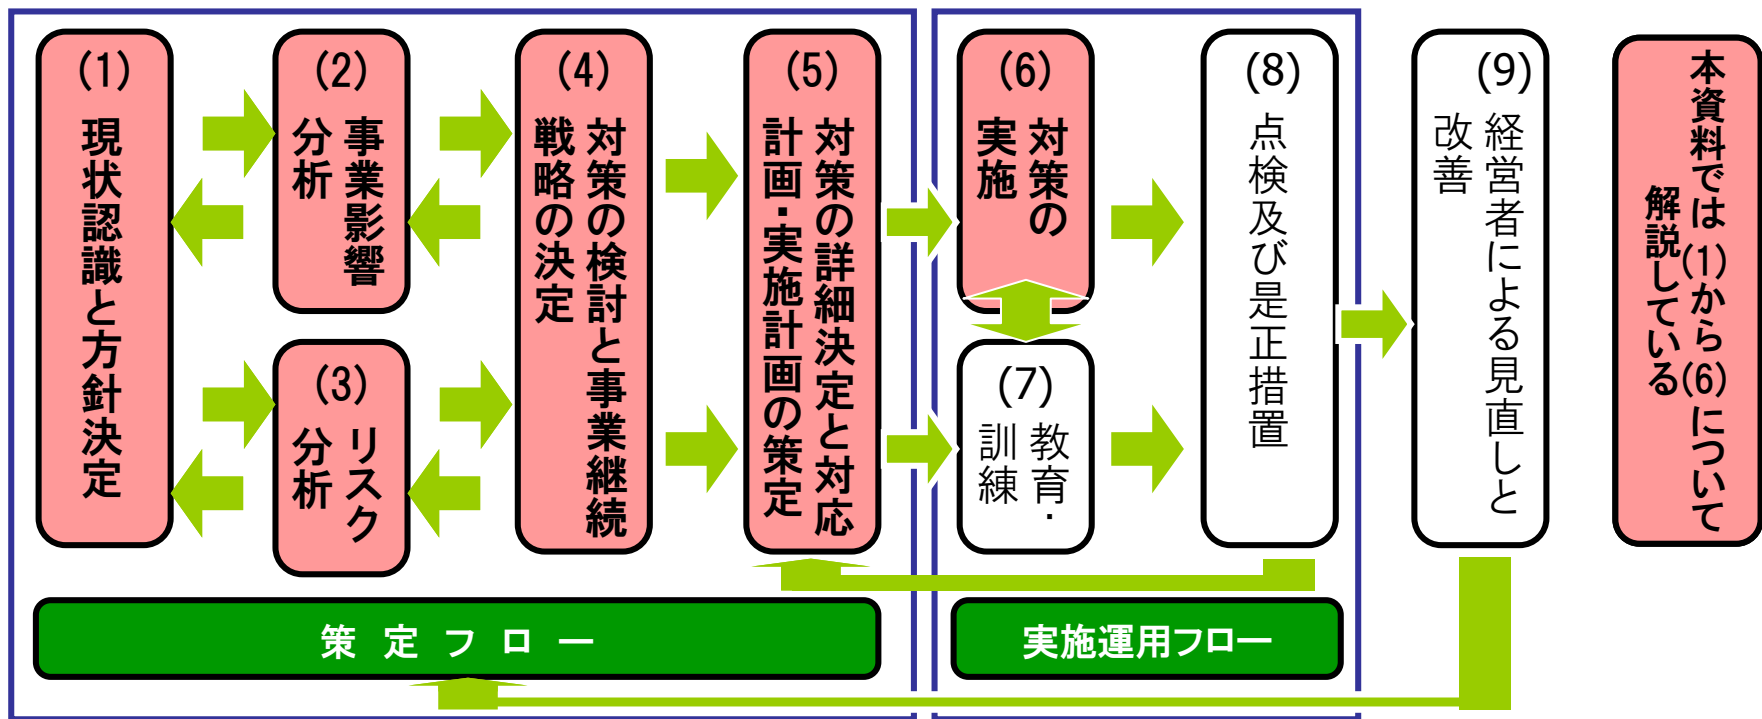 (1)
現状認識と方針決定
(2)
事業影響
分析
(3)
リスク
分析
(4)
対策の検討と事業継続
戦略の決定
(5)
対策の詳細決定と対応
計画・実施計画の策定
(6)
対策の
実施
(7)
教育・
訓練
(8)
点検及び是正措置
(9)
経営者による見直しと
改善
本資料では(1)から(6)について
解説している
策定フロー
実施運用フロー